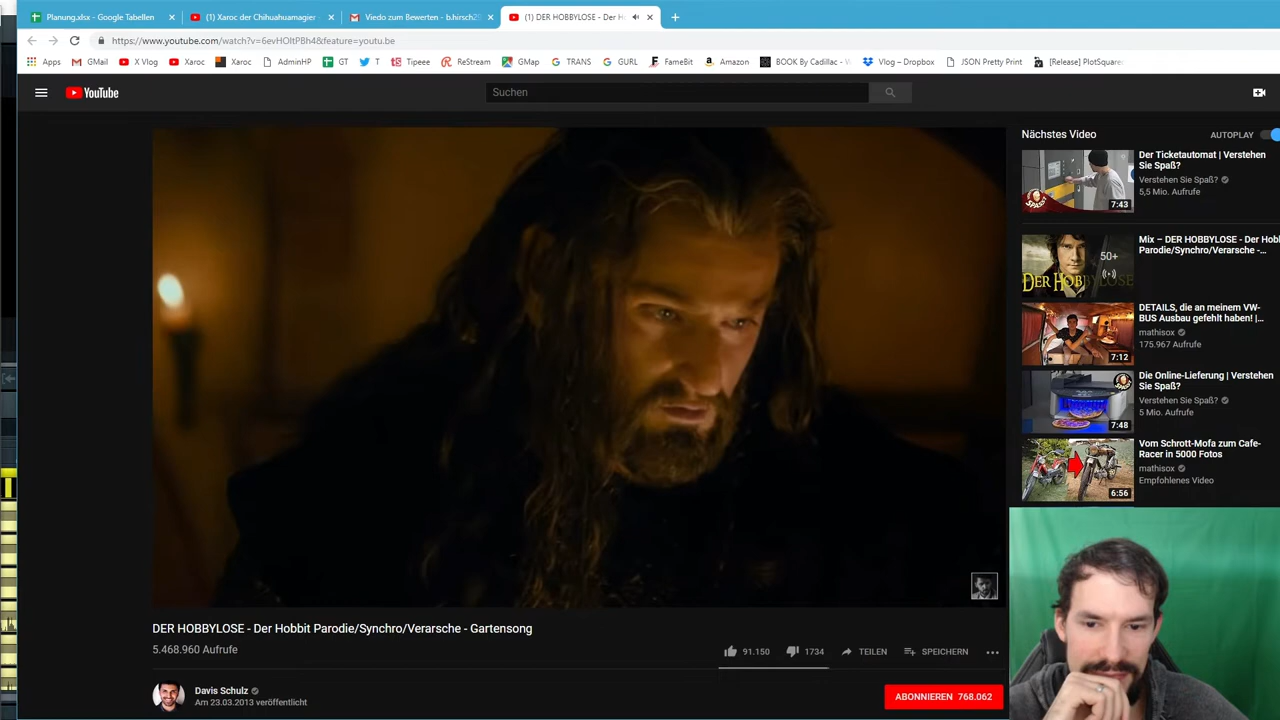 Planung.xlsx - Google Tabellen
(1) Xaroc der Chihuahuamagier -
Viedo zum Bewerten - b.hirsch29
(1) DER HOBBYLOSE - Der H
https://www.youtube.com/watch?v=6evHOltPBh4&feature=youtu.be
Apps
GMail
X Vlog
Xaroc
Xaroc
AdminHP
GT
T
Tipeee
ReStream
GMap
TRANS
GURL
FameBit
Amazon
BOOK By Cadillac - V
Vlog – Dropbox
JSON Pretty Print
[Release] PlotSquare
YouTube
Suchen
Nächstes Video
AUTOPLAY
Der Ticketautomat | Verstehen
Sie Spaß?
Verstehen Sie Spaß?
5,5 Mio. Aufrufe
7:43
Mix – DER HOBBYLOSE - Der Hobb
Parodie/Synchro/Verarsche -...
50+
DER HOBBYLOSE
DETAILS, die an meinem VW-
BUS Ausbau gefehlt haben! |...
mathisox
175.967 Aufrufe
7:12
Die Online-Lieferung | Verstehen
Sie Spaß?
Verstehen Sie Spaß?
5 Mio. Aufrufe
7:48
Vom Schrott-Mofa zum Cafe-
Racer in 5000 Fotos
mathisox
Empfohlenes Video
6:56
DER HOBBYLOSE - Der Hobbit Parodie/Synchro/Verarsche - Gartensong
5.468.960 Aufrufe
91.150
1734
TEILEN
SPEICHERN
Davis Schulz
Am 23.03.2013 veröffentlicht
ABONNIEREN 768.062